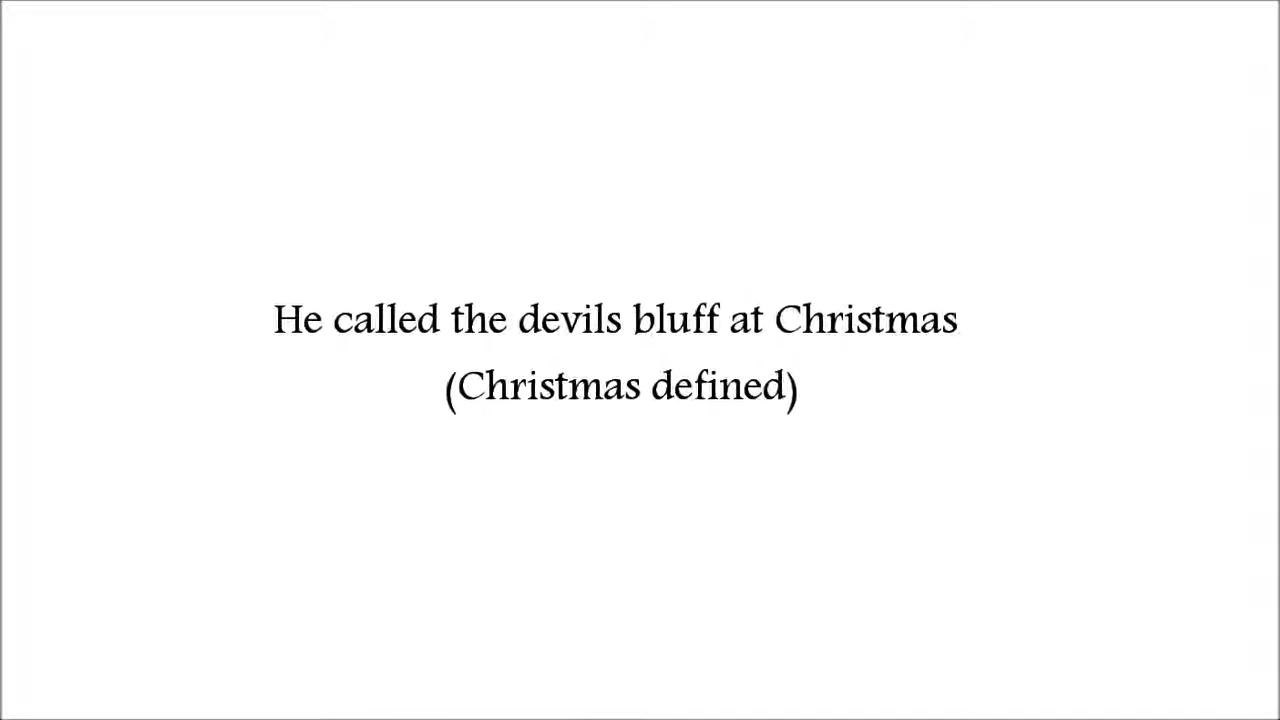 He called the devils bluff at Christmas
(Christmas defined)